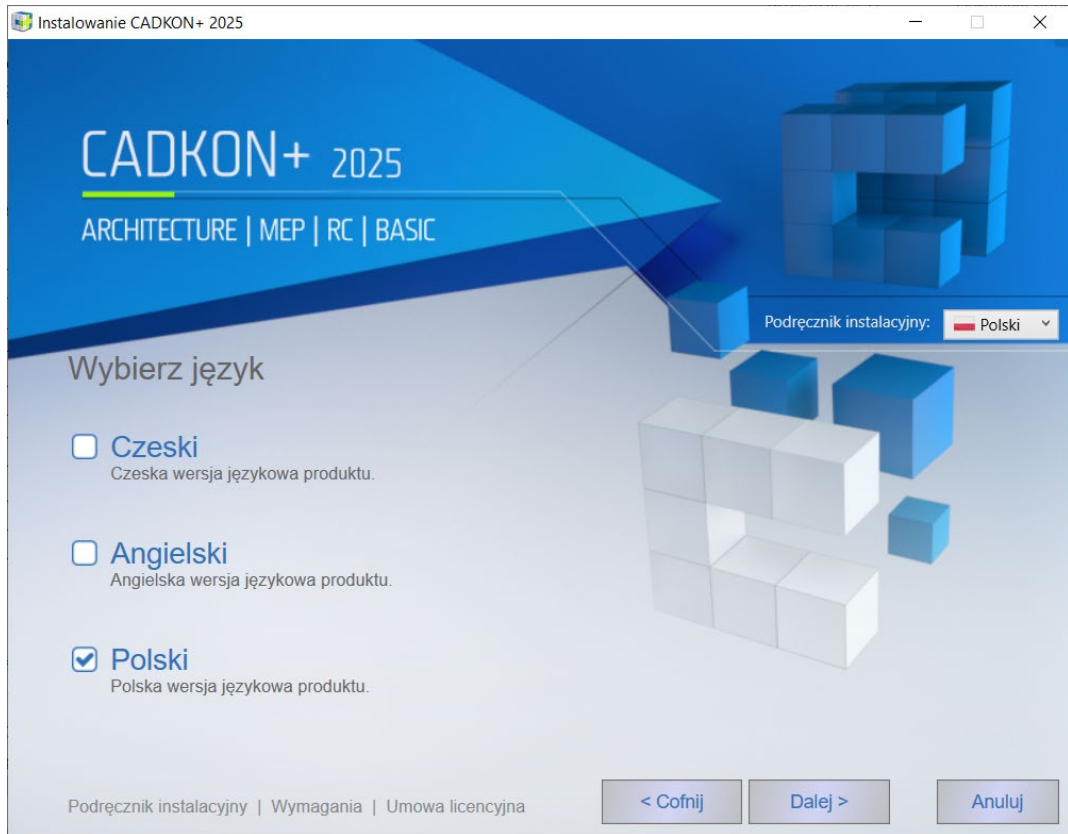 Instalowanie CADKON+ 2025
CADKON+ 2025
ARCHITECTURE | MEP | RC | BASIC
Podręcznik instalacyjny: Polski
Wybierz język
Czeski
Czeska wersja językowa produktu.
Angielski
Angielska wersja językowa produktu.
Polski
Polska wersja językowa produktu.
Podręcznik instalacyjny | Wymagania | Umowa licencyjna
< Cofnij Dalej > Anuluj